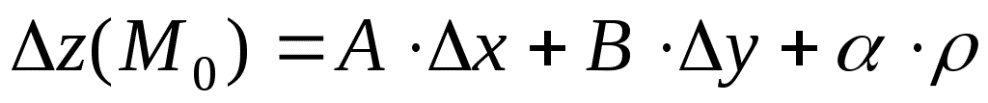 Δz(M₀) = A · Δx + B · Δy + α · ρ